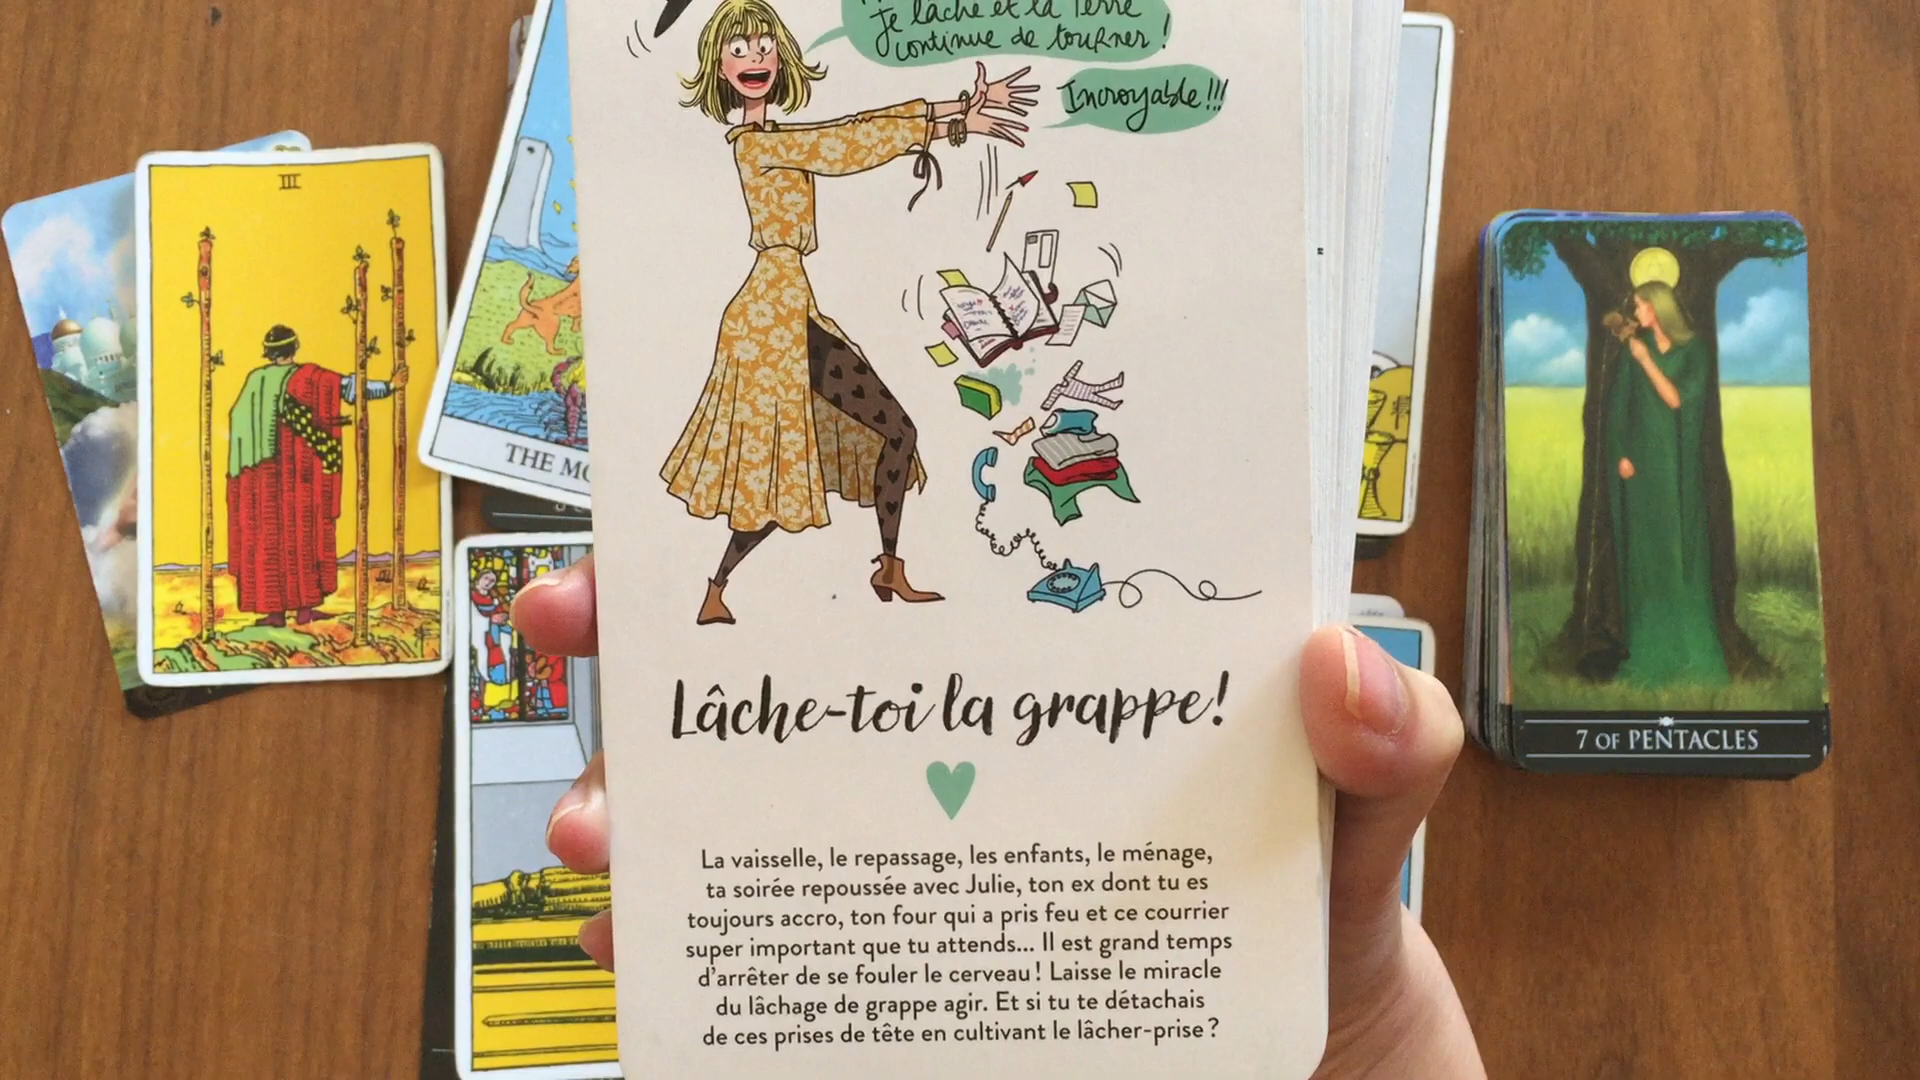 Je lâche et la Terre
continue de tourner !
Incroyable !!!
III
THE MO
Lâche-toi la grappe !
La vaisselle, le repassage, les enfants, le ménage,
ta soirée repoussée avec Julie, ton ex dont tu es
toujours accro, ton four qui a pris feu et ce courrier
super important que tu attends... Il est grand temps
d'arrêter de se fouler le cerveau ! Laisse le miracle
du lâchage de grappe agir. Et si tu te détachais
de ces prises de tête en cultivant le lâcher-prise ?
7 OF PENTACLES